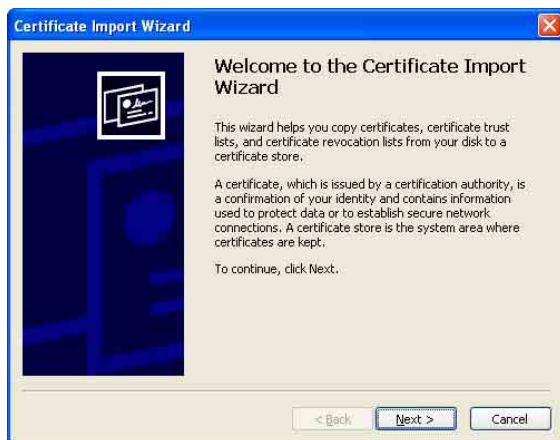 Certificate Import Wizard
Welcome to the Certificate Import
Wizard
This wizard helps you copy certificates, certificate trust
lists, and certificate revocation lists from your disk to a
certificate store.
A certificate, which is issued by a certification authority, is
a confirmation of your identity and contains information
used to protect data or to establish secure network
connections. A certificate store is the system area where
certificates are kept.
To continue, click Next.
< Back Next > Cancel